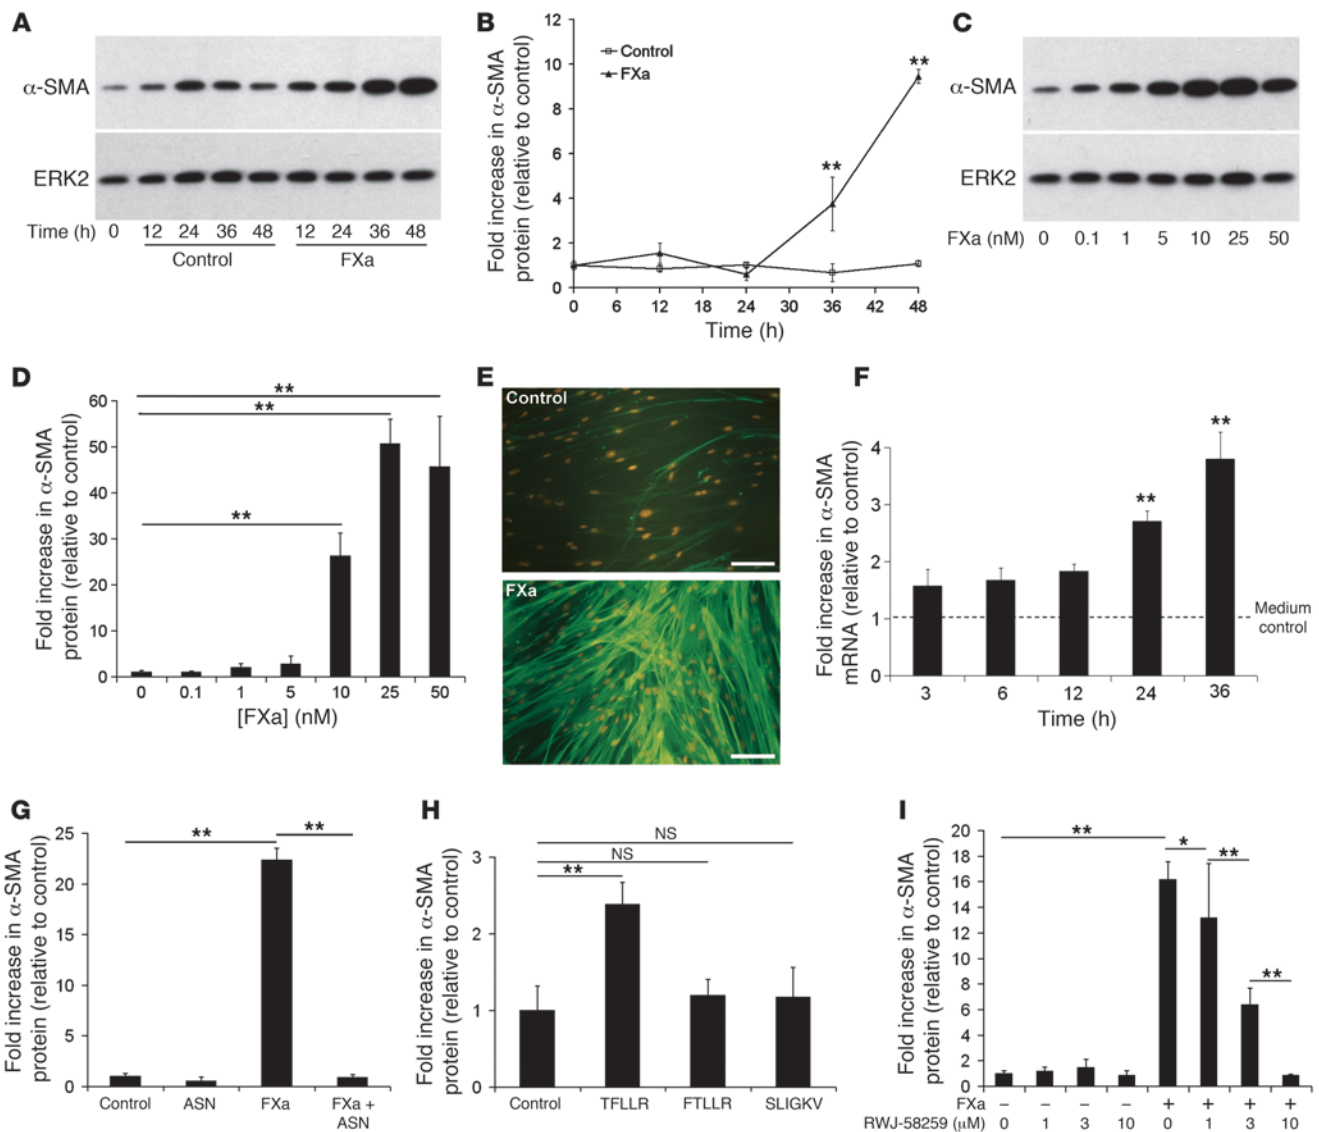 A
α-SMA
ERK2
Time (h) 0 12 24 36 48 12 24 36 48
Control FXa
B
Fold increase in α-SMA
protein (relative to control)
12
10
8
6
4
2
0
Control
FXa
**
**
0 6 12 18 24 30 36 42 48
Time (h)
C
α-SMA
ERK2
FXa (nM) 0 0.1 1 5 10 25 50
D
Fold increase in α-SMA
protein (relative to control)
60
50
40
30
20
10
0
**
**
**
0 0.1 1 5 10 25 50
[FXa] (nM)
E
Control
FXa
F
Fold increase in α-SMA
mRNA (relative to control)
4
3
2
1
0
**
**
Medium
control
3 6 12 24 36
Time (h)
G
Fold increase in α-SMA
protein (relative to control)
25
20
15
10
5
0
** **
Control ASN FXa FXa +
ASN
H
Fold increase in α-SMA
protein (relative to control)
3
2
1
0
NS
NS
**
Control TFLLR FTLLR SLIGKV
I
Fold increase in α-SMA
protein (relative to control)
20
18
16
14
12
10
8
6
4
2
0
**
*
**
**
FXa – – – – + + + +
RWJ-58259 (μM) 0 1 3 10 0 1 3 10